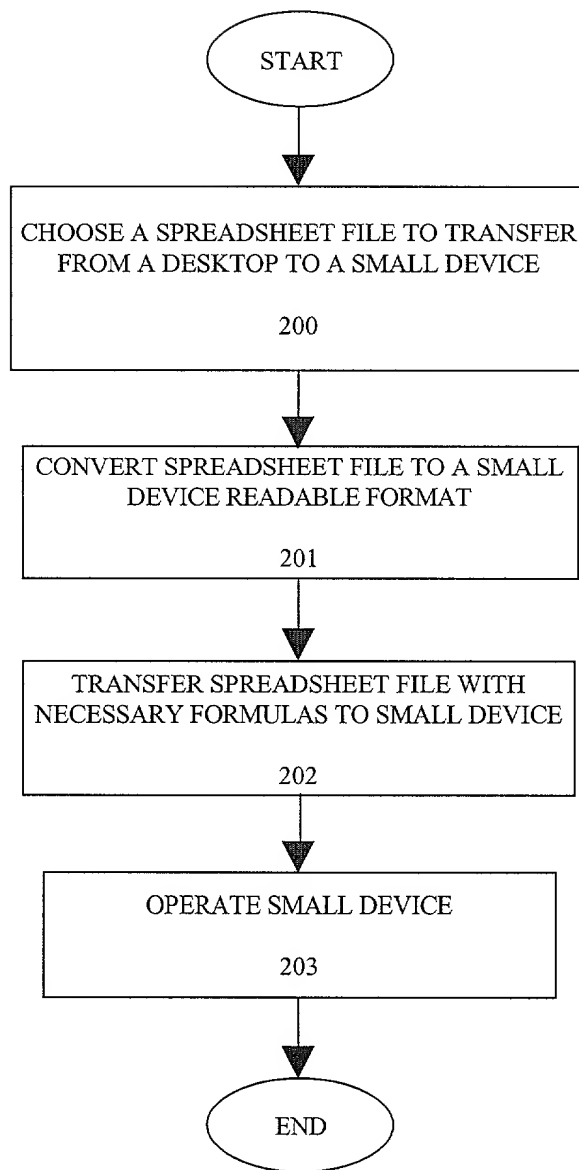 START
CHOOSE A SPREADSHEET FILE TO TRANSFER
FROM A DESKTOP TO A SMALL DEVICE
200
CONVERT SPREADSHEET FILE TO A SMALL
DEVICE READABLE FORMAT
201
TRANSFER SPREADSHEET FILE WITH
NECESSARY FORMULAS TO SMALL DEVICE
202
OPERATE SMALL DEVICE
203
END